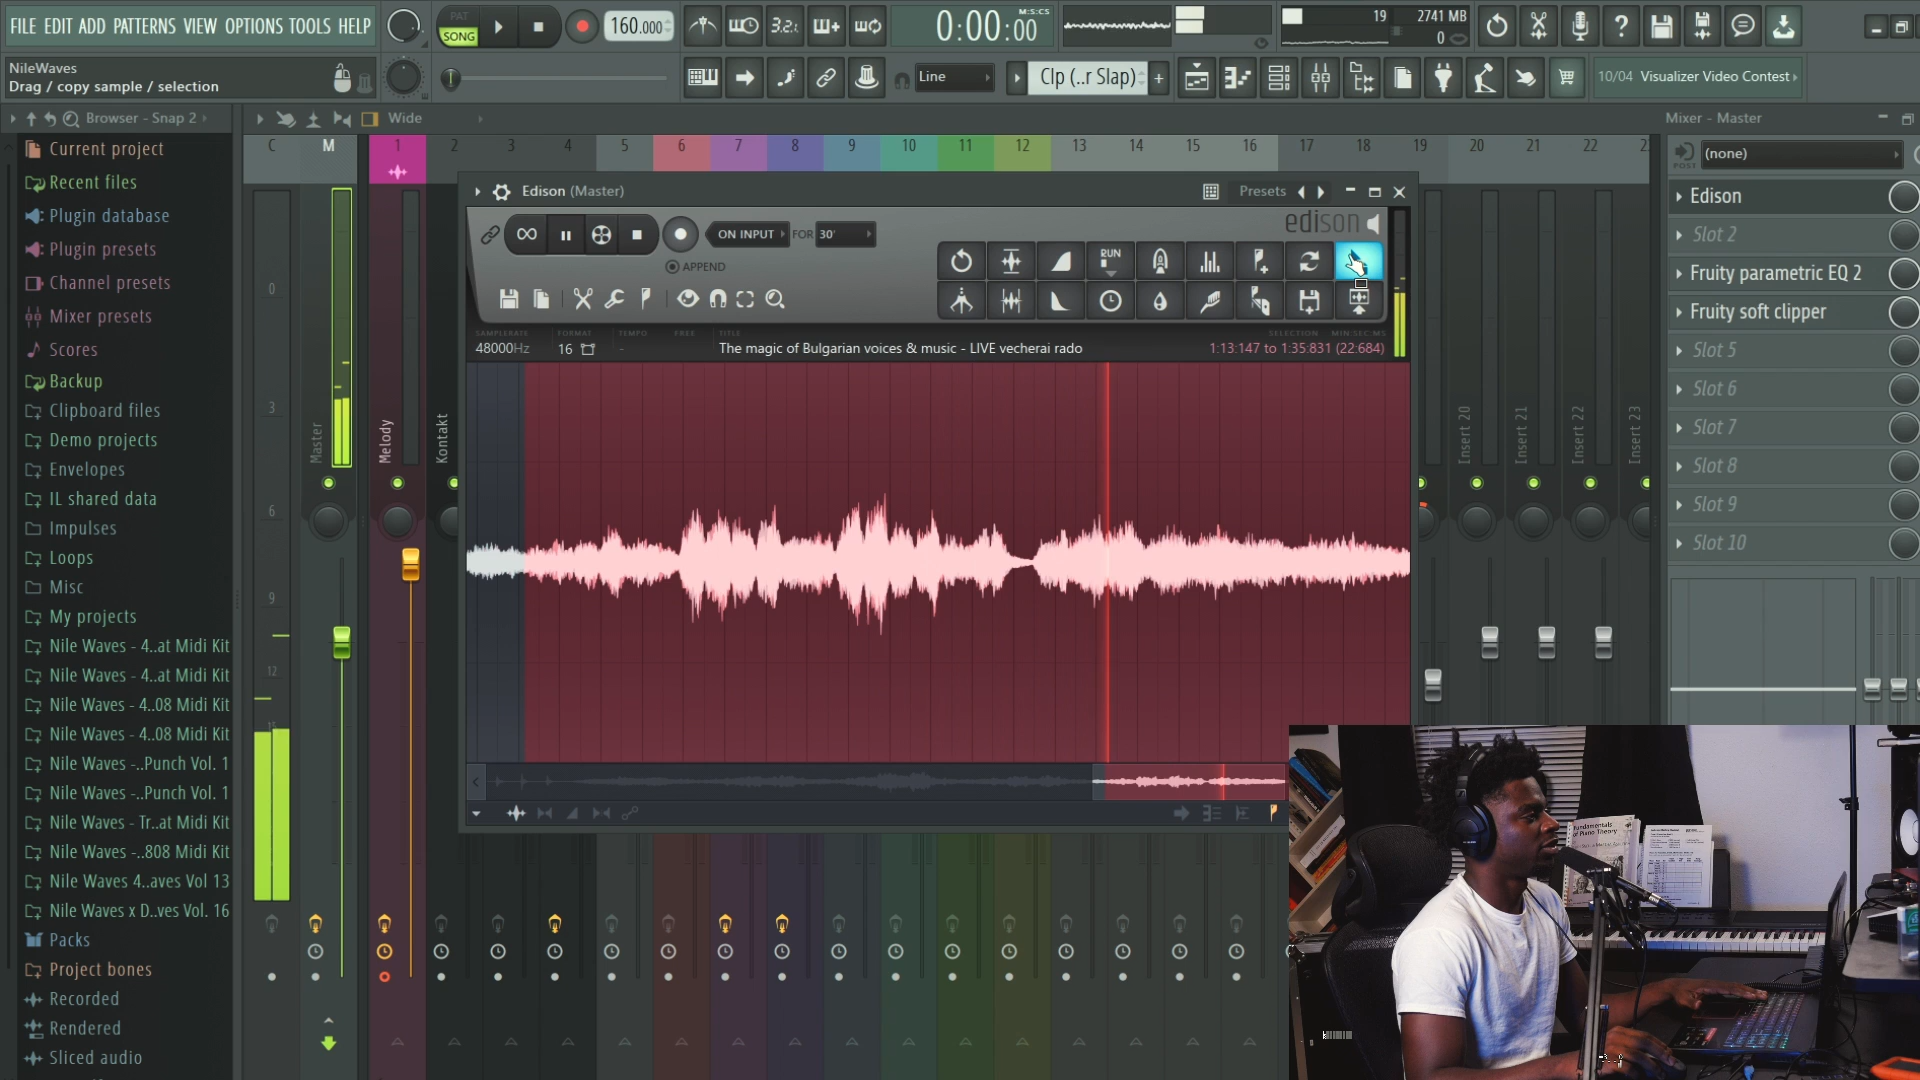 FILE EDIT ADD PATTERNS VIEW OPTIONS TOOLS HELP
PAT
SONG
160.000
3.2.
0:00:00
M:S:CS
19
2741 MB
0
NileWaves
Drag / copy sample / selection
Line
Clp (..r Slap)
10/04 Visualizer Video Contest
Browser - Snap 2
Wide
Mixer - Master
Current project
Recent files
Plugin database
Plugin presets
Channel presets
Mixer presets
Scores
Backup
Clipboard files
Demo projects
Envelopes
IL shared data
Impulses
Loops
Misc
My projects
Nile Waves - 4..at Midi Kit
Nile Waves - 4..at Midi Kit
Nile Waves - 4..08 Midi Kit
Nile Waves - 4..08 Midi Kit
Nile Waves -..Punch Vol. 1
Nile Waves -..Punch Vol. 1
Nile Waves - Tr..at Midi Kit
Nile Waves -..808 Midi Kit
Nile Waves 4..aves Vol 13
Nile Waves x D..ves Vol. 16
Packs
Project bones
Recorded
Rendered
Sliced audio
C M 1 2 3 4 5 6 7 8 9 10 11 12 13 14 15 16 17 18 19 20 21 22
0
3
6
9
12
15
Master
Melody
Kontakt
Insert 20
Insert 21
Insert 22
Insert 23
Edison (Master)
Presets
edison
ON INPUT
FOR
30'
APPEND
RUN
SAMPLERATE
FORMAT
TEMPO
FREE
TITLE
SELECTION
MIN:SEC:MS
48000Hz
16
-
The magic of Bulgarian voices & music - LIVE vecherai rado
1:13:147 to 1:35:831 (22:684)
POST
(none)
Edison
Slot 2
Fruity parametric EQ 2
Fruity soft clipper
Slot 5
Slot 6
Slot 7
Slot 8
Slot 9
Slot 10
Fundamentals
of Piano Theory